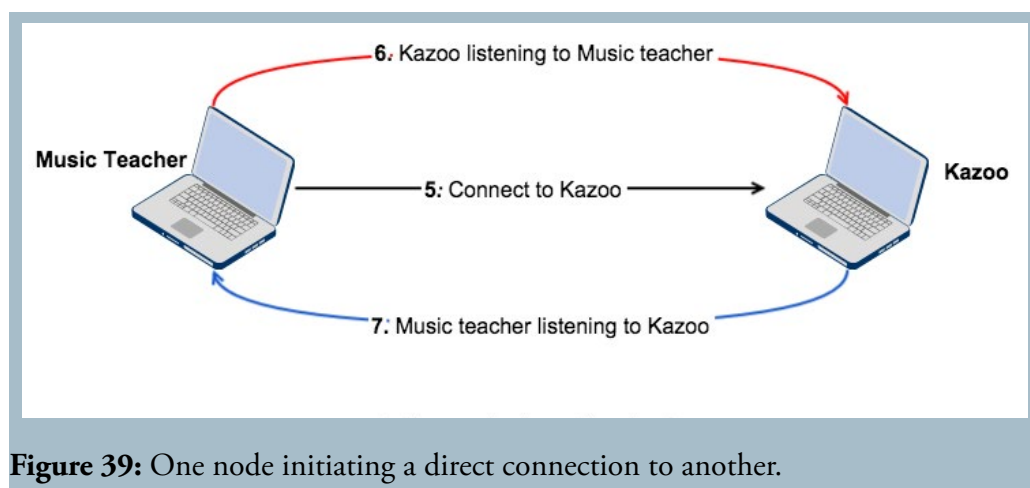 6: Kazoo listening to Music teacher
Music Teacher
Kazoo
5: Connect to Kazoo
7: Music teacher listening to Kazoo
Figure 39: One node initiating a direct connection to another.